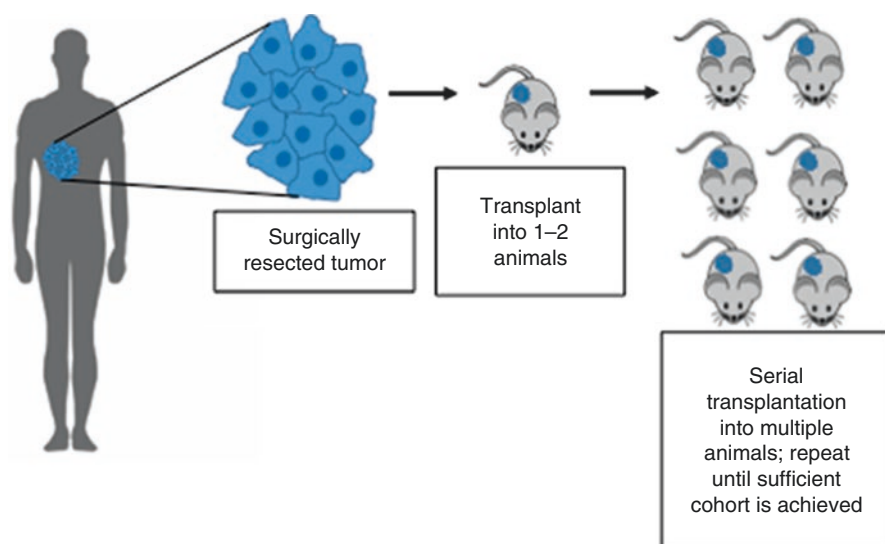 Surgically
resected tumor
Transplant
into 1–2
animals
Serial
transplantation
into multiple
animals; repeat
until sufficient
cohort is achieved